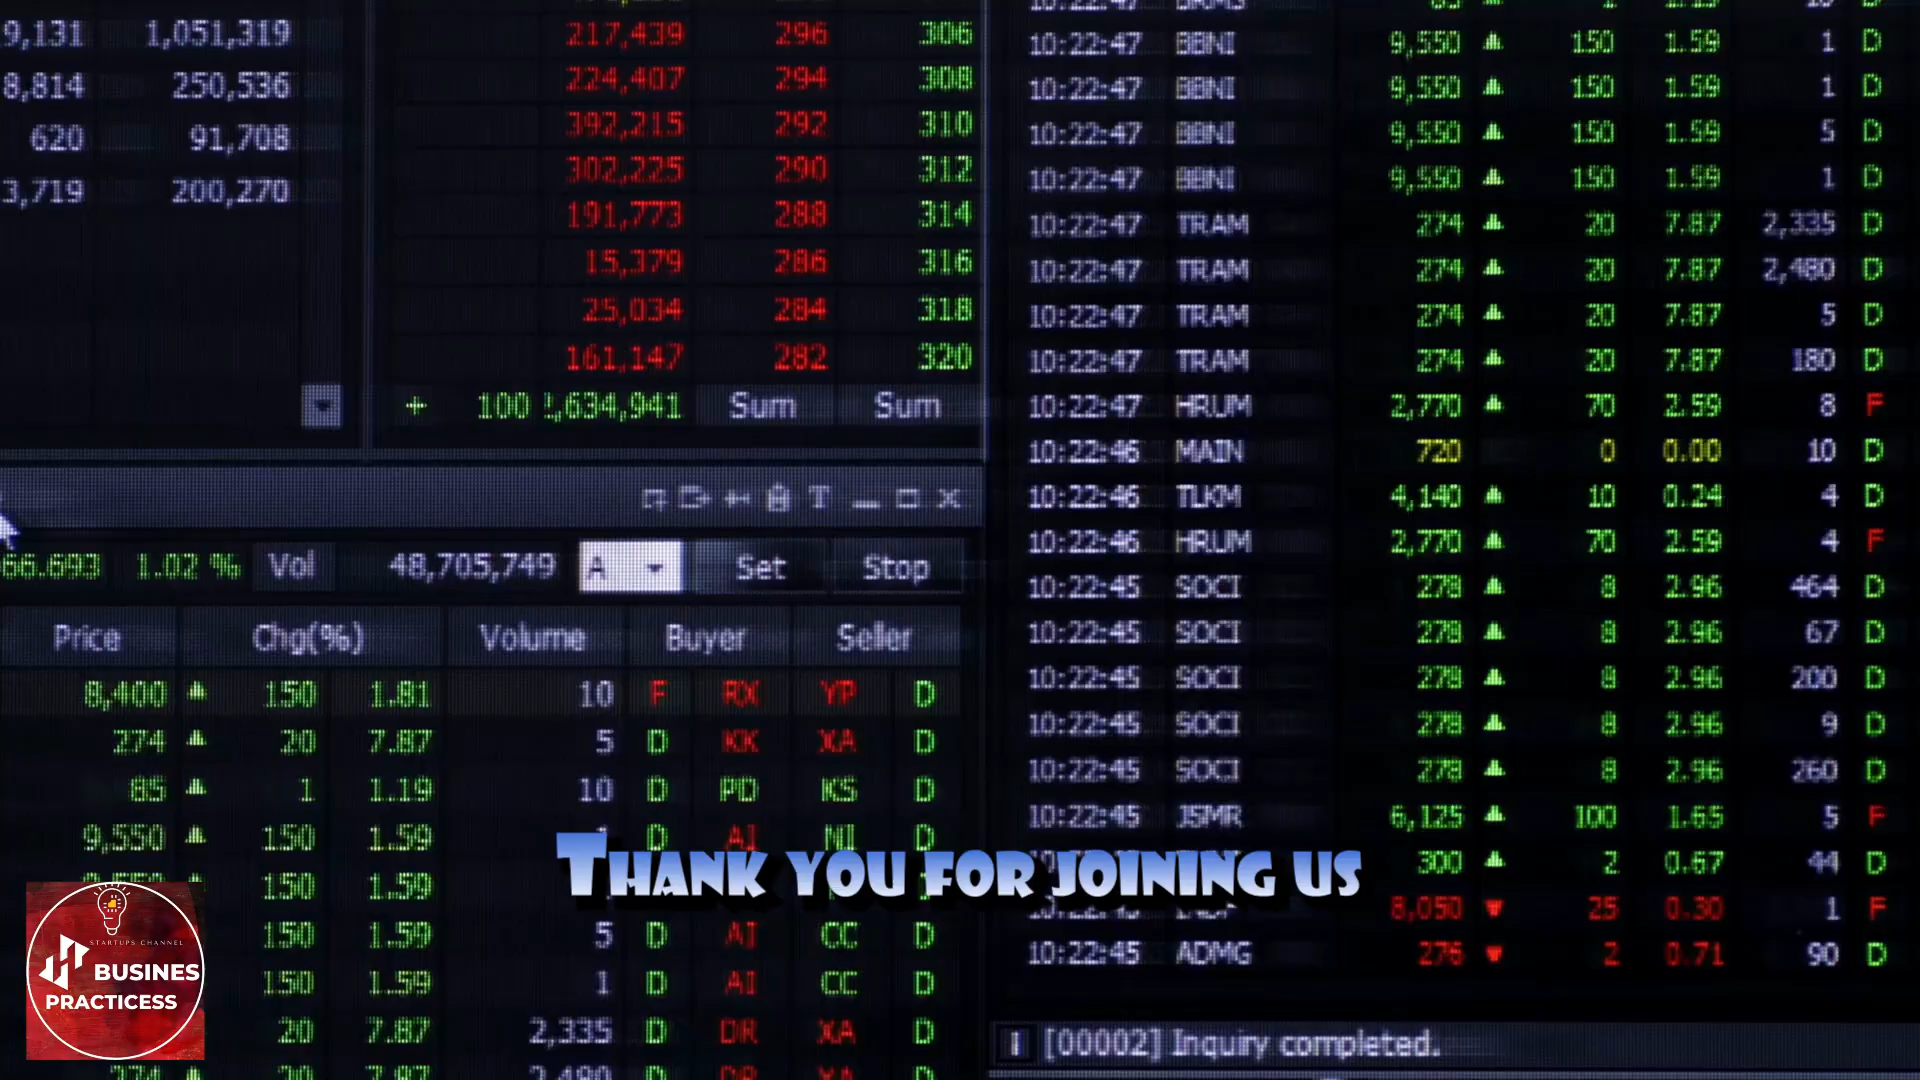 9,131 1,051,319
8,814 250,536
620 91,708
3,719 200,270
217,439 296 306
224,407 294 308
392,215 292 310
302,225 290 312
191,773 288 314
15,379 286 316
25,034 284 318
161,147 282 320
+ 100 ,634,941 Sum Sum
66.693 1.02 % Vol 48,705,749 A Set Stop
Price Chg(%) Volume Buyer Seller
8,400 150 1.81 10 F RX YP D
274 20 7.87 5 D KK XA D
85 1 1.19 10 D PD KS D
9,550 150 1.59 D AI NI D
150 1.59
150 1.59 5 D AI CC D
150 1.59 1 D AI CC D
20 7.87 2,335 D DR XA D
274 20 7.87 2,480 D DR XA D
10:22:47 BBNI 9,550 150 1.59 1 D
10:22:47 BBNI 9,550 150 1.59 1 D
10:22:47 BBNI 9,550 150 1.59 5 D
10:22:47 BBNI 9,550 150 1.59 1 D
10:22:47 TRAM 274 20 7.87 2,335 D
10:22:47 TRAM 274 20 7.87 2,480 D
10:22:47 TRAM 274 20 7.87 5 D
10:22:47 TRAM 274 20 7.87 180 D
10:22:47 HRUM 2,770 70 2.59 8 F
10:22:46 MAIN 720 0 0.00 10 D
10:22:46 TLKM 4,140 10 0.24 4 D
10:22:46 HRUM 2,770 70 2.59 4 F
10:22:45 SOCI 278 8 2.96 464 D
10:22:45 SOCI 278 8 2.96 67 D
10:22:45 SOCI 278 8 2.96 200 D
10:22:45 SOCI 278 8 2.96 9 D
10:22:45 SOCI 278 8 2.96 260 D
10:22:45 JSMR 6,125 100 1.65 5 F
300 2 0.67 44 D
8,050 25 0.30 1 F
10:22:45 ADMG 276 2 0.71 90 D
[00002] Inquiry completed.
Thank you for joining us
STARTUPS CHANNEL
BUSINES
PRACTICESS